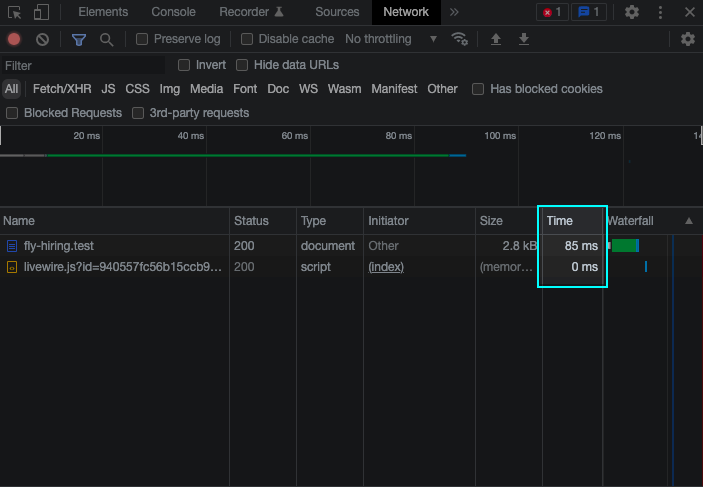 Elements Console Recorder Sources Network » 1 1
Preserve log Disable cache No throttling
Filter Invert Hide data URLs
All Fetch/XHR JS CSS Img Media Font Doc WS Wasm Manifest Other Has blocked cookies
Blocked Requests 3rd-party requests
20 ms 40 ms 60 ms 80 ms 100 ms 120 ms 14
Name Status Type Initiator Size Time Waterfall
fly-hiring.test 200 document Other 2.8 kB 85 ms
livewire.js?id=940557fc56b15ccb9… 200 script (index) (memor… 0 ms